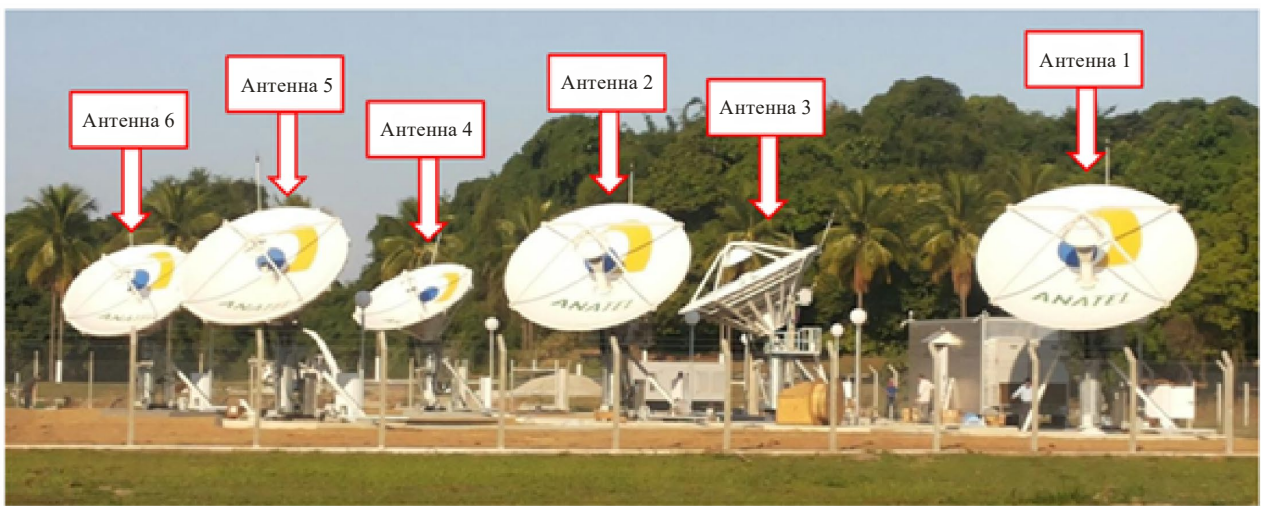 Антенна 6
Антенна 5
Антенна 4
Антенна 2
Антенна 3
Антенна 1
ANATEL
ANATEL
ANATEL
ANATEL